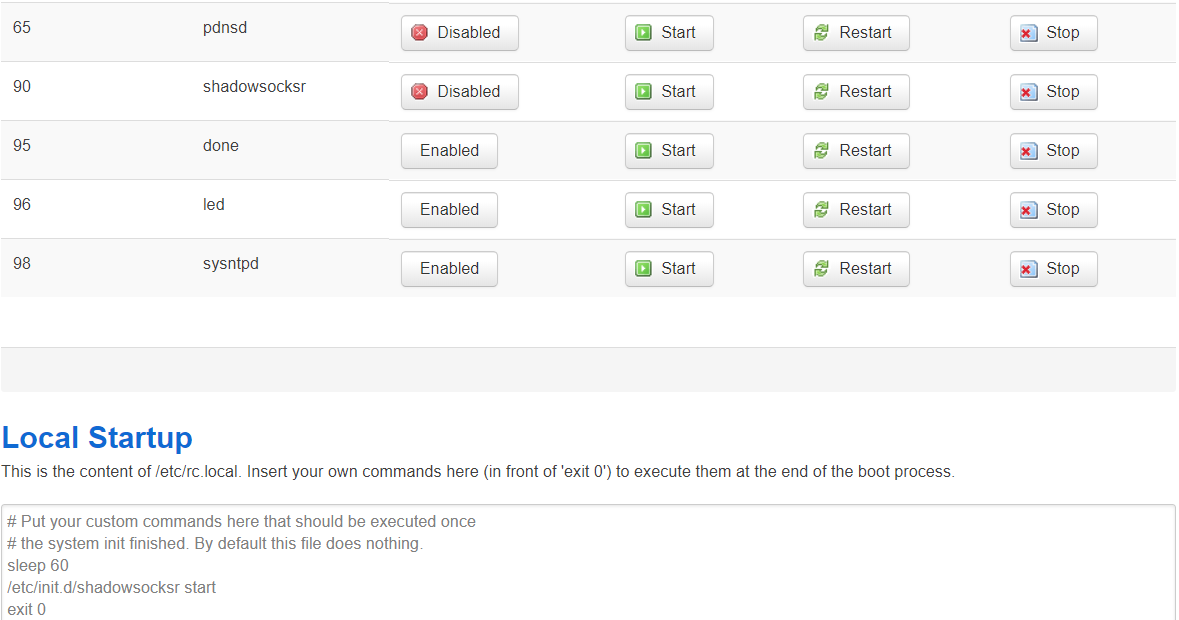 65 pdnsd Disabled Start Restart Stop
90 shadowsocksr Disabled Start Restart Stop
95 done Enabled Start Restart Stop
96 led Enabled Start Restart Stop
98 sysntpd Enabled Start Restart Stop
Local Startup
This is the content of /etc/rc.local. Insert your own commands here (in front of 'exit 0') to execute them at the end of the boot process.
# Put your custom commands here that should be executed once
# the system init finished. By default this file does nothing.
sleep 60
/etc/init.d/shadowsocksr start
exit 0